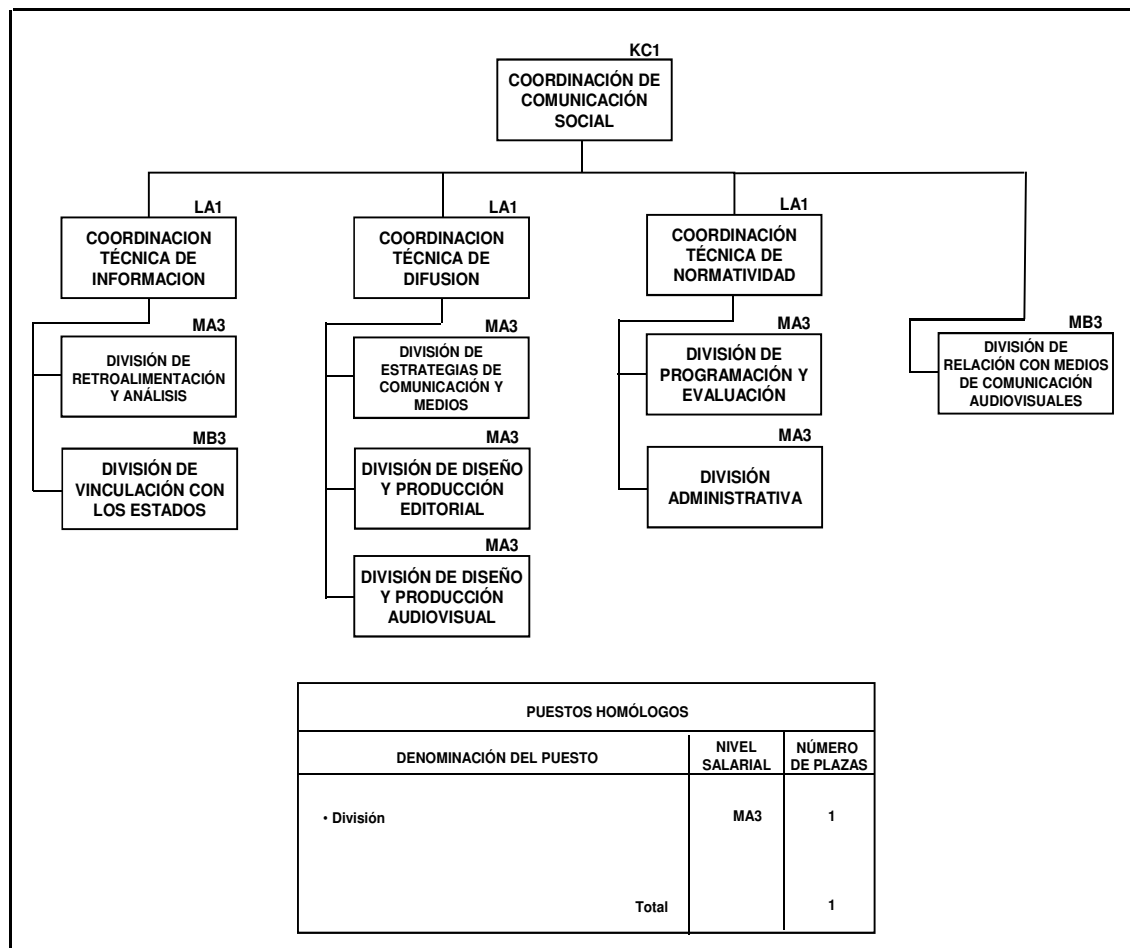 KC1
COORDINACIÓN DE
COMUNICACIÓN
SOCIAL
LA1
COORDINACION
TÉCNICA DE
INFORMACION
MA3
DIVISIÓN DE
RETROALIMENTACIÓN
Y ANÁLISIS
MB3
DIVISIÓN DE
VINCULACIÓN CON
LOS ESTADOS
LA1
COORDINACION
TÉCNICA DE
DIFUSION
MA3
DIVISIÓN DE
ESTRATEGIAS DE
COMUNICACIÓN Y
MEDIOS
MA3
DIVISIÓN DE DISEÑO
Y PRODUCCIÓN
EDITORIAL
MA3
DIVISIÓN DE DISEÑO
Y PRODUCCIÓN
AUDIOVISUAL
LA1
COORDINACIÓN
TÉCNICA DE
NORMATIVIDAD
MA3
DIVISIÓN DE
PROGRAMACIÓN Y
EVALUACIÓN
MA3
DIVISIÓN
ADMINISTRATIVA
MB3
DIVISIÓN DE
RELACIÓN CON MEDIOS
DE COMUNICACIÓN
AUDIOVISUALES
PUESTOS HOMÓLOGOS
DENOMINACIÓN DEL PUESTO
NIVEL
SALARIAL
NÚMERO
DE PLAZAS
• División MA3 1
Total 1